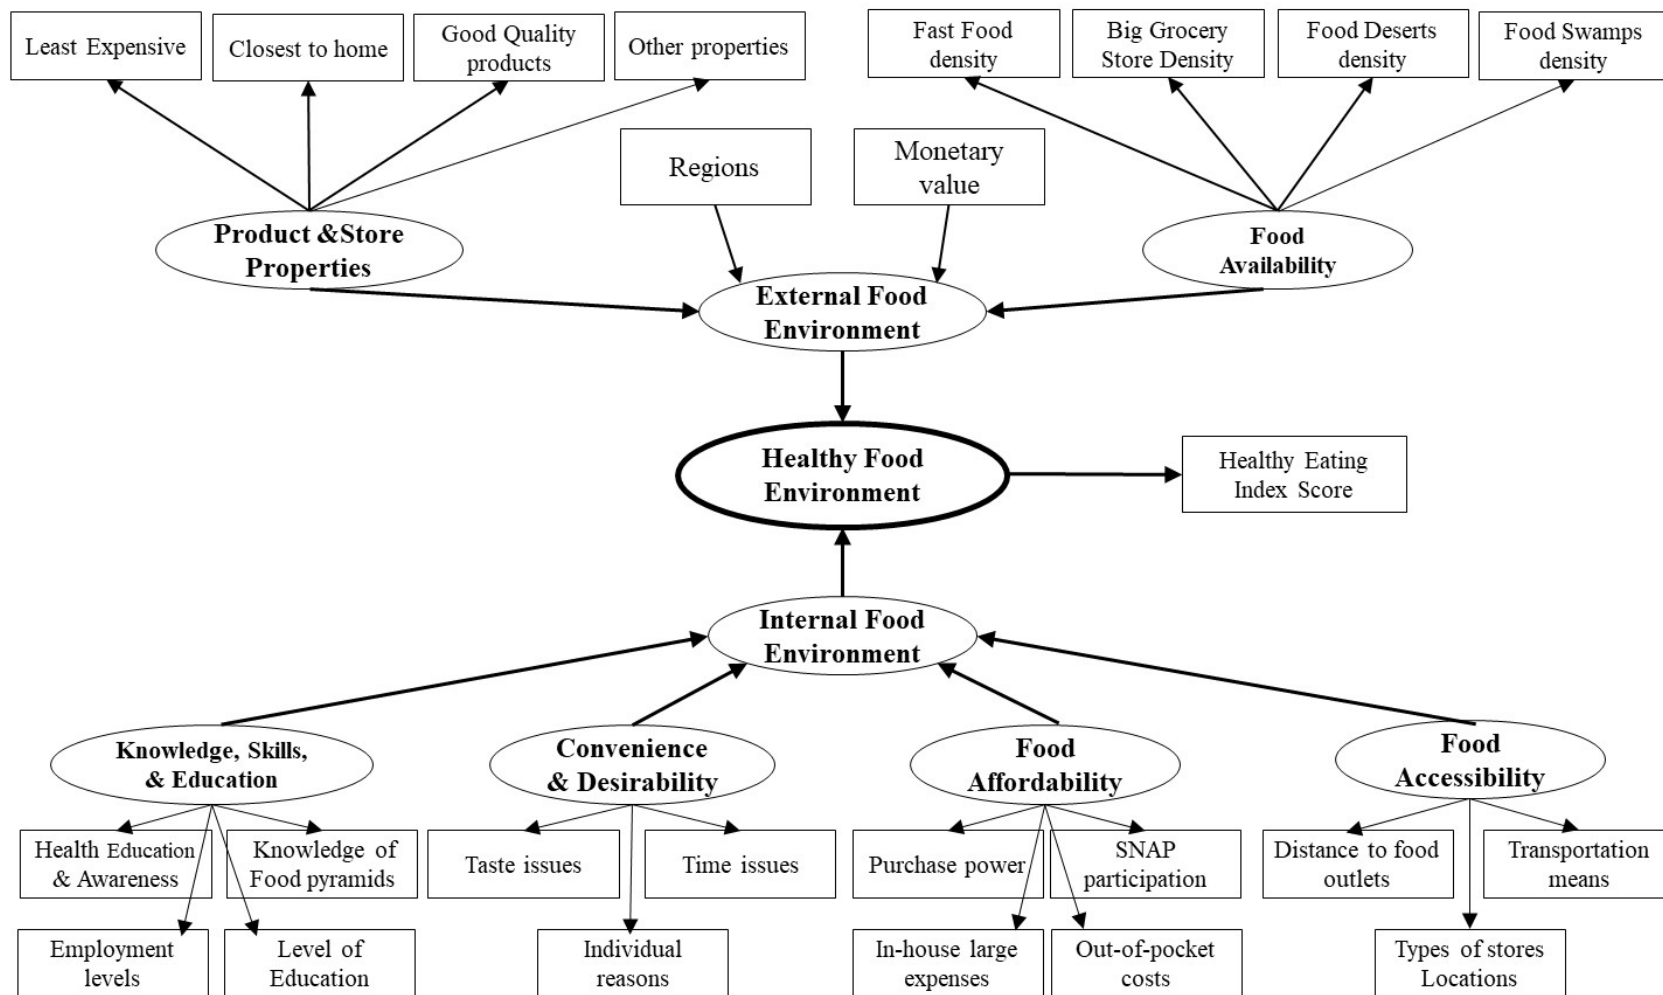 Least Expensive
Closest to home
Good Quality
products
Other properties
Fast Food
density
Big Grocery
Store Density
Food Deserts
density
Food Swamps
density
Regions
Monetary
value
Product &Store
Properties
Food
Availability
External Food
Environment
Healthy Food
Environment
Healthy Eating
Index Score
Internal Food
Environment
Knowledge, Skills,
& Education
Convenience
& Desirability
Food
Affordability
Food
Accessibility
Health Education
& Awareness
Knowledge of
Food pyramids
Taste issues
Time issues
Purchase power
SNAP
participation
Distance to food
outlets
Transportation
means
Employment
levels
Level of
Education
Individual
reasons
In-house large
expenses
Out-of-pocket
costs
Types of stores
Locations